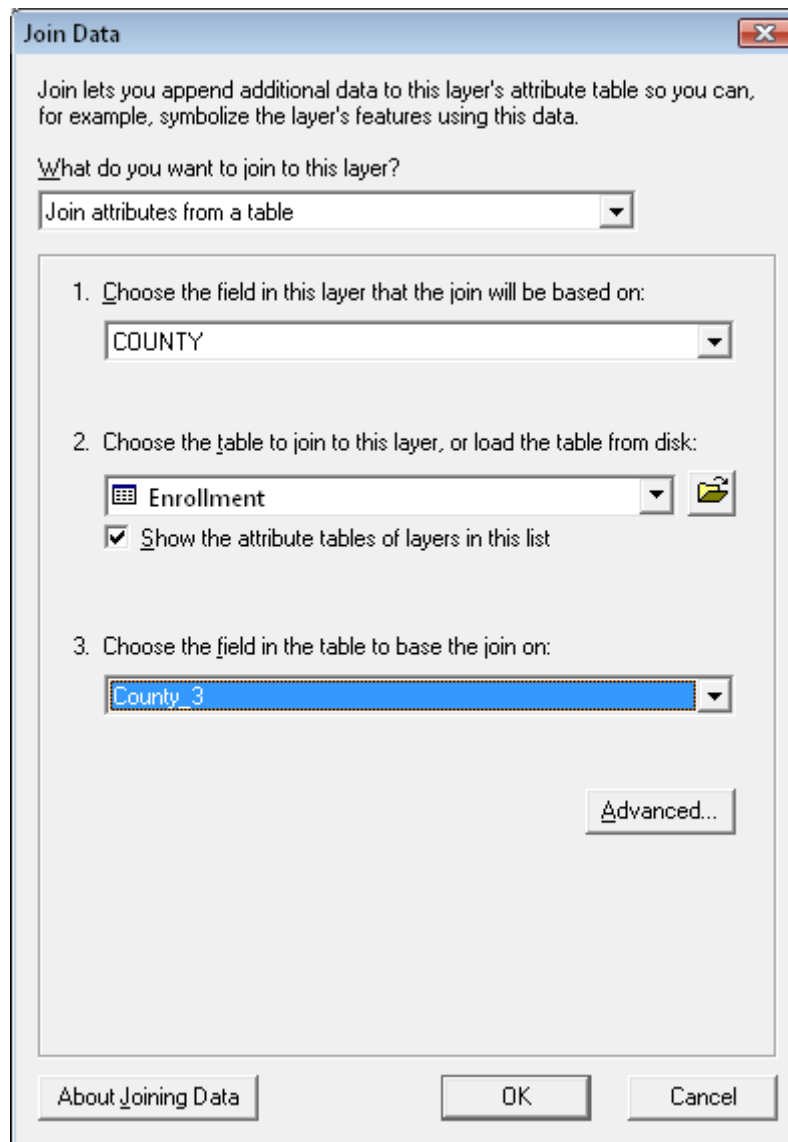 Join Data
Join lets you append additional data to this layer's attribute table so you can,
for example, symbolize the layer's features using this data.
What do you want to join to this layer?
Join attributes from a table
1. Choose the field in this layer that the join will be based on:
COUNTY
2. Choose the table to join to this layer, or load the table from disk:
Enrollment
Show the attribute tables of layers in this list
3. Choose the field in the table to base the join on:
County_3
Advanced...
About Joining Data
OK
Cancel